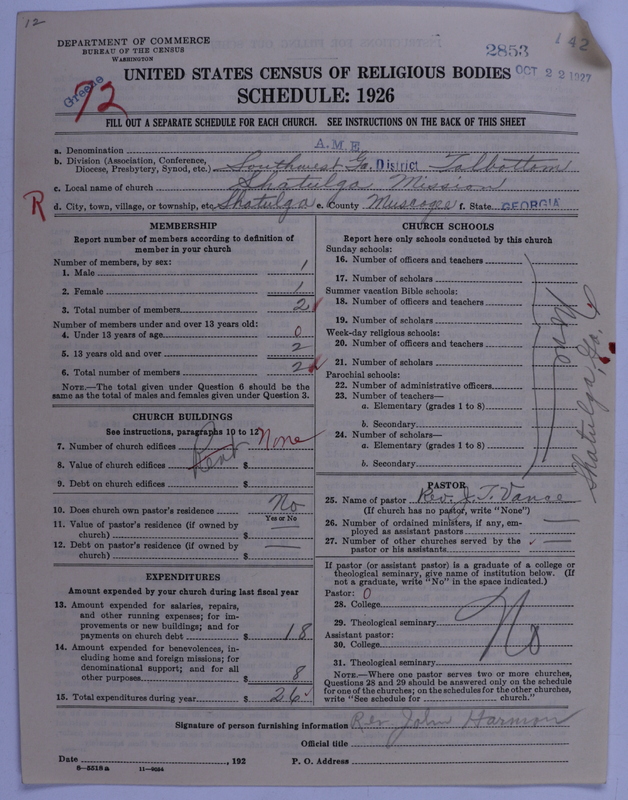 12
DEPARTMENT OF COMMERCE
BUREAU OF THE CENSUS
WASHINGTON
2853
142
OCT 22 1927
UNITED STATES CENSUS OF RELIGIOUS BODIES
SCHEDULE: 1926
Greene
72
FILL OUT A SEPARATE SCHEDULE FOR EACH CHURCH. SEE INSTRUCTIONS ON THE BACK OF THIS SHEET
a. Denomination A.M.E.
b. Division (Association, Conference, Diocese, Presbytery, Synod, etc.) Southwest Ga. District Talbottom
c. Local name of church Shatulga Mission
R
d. City, town, village, or township, etc. Shatulga e. County Muscogee f. State GEORGIA
MEMBERSHIP
Report number of members according to definition of
member in your church
Number of members, by sex:
1. Male 1
2. Female 1
3. Total number of members 2
Number of members under and over 13 years old:
4. Under 13 years of age 0
5. 13 years old and over 2
6. Total number of members 2
NOTE.—The total given under Question 6 should be the
same as the total of males and females given under Question 3.
CHURCH BUILDINGS
See instructions, paragraphs 10 to 12
7. Number of church edifices None
Rent
8. Value of church edifices $
9. Debt on church edifices $
10. Does church own pastor's residence No
Yes or No
11. Value of pastor's residence (if owned by
church) $
12. Debt on pastor's residence (if owned by
church) $
EXPENDITURES
Amount expended by your church during last fiscal year
13. Amount expended for salaries, repairs,
and other running expenses; for im-
provements or new buildings; and for
payments on church debt $ 18
14. Amount expended for benevolences, in-
cluding home and foreign missions; for
denominational support; and for all
other purposes $ 8
15. Total expenditures during year $ 26
CHURCH SCHOOLS
Report here only schools conducted by this church
Sunday schools:
16. Number of officers and teachers
17. Number of scholars
Summer vacation Bible schools:
18. Number of officers and teachers
19. Number of scholars
Week-day religious schools:
20. Number of officers and teachers
21. Number of scholars
Parochial schools:
22. Number of administrative officers
23. Number of teachers—
a. Elementary (grades 1 to 8)
b. Secondary
24. Number of scholars—
a. Elementary (grades 1 to 8)
b. Secondary
None
Shatulga, Ga.
PASTOR
25. Name of pastor Rev. J. T. Vance
(If church has no pastor, write "None")
26. Number of ordained ministers, if any, em-
ployed as assistant pastors
27. Number of other churches served by the
pastor or his assistants
If pastor (or assistant pastor) is a graduate of a college or
theological seminary, give name of institution below. (If
not a graduate, write "No" in the space indicated.)
Pastor: 0
28. College
29. Theological seminary
Assistant pastor:
30. College
31. Theological seminary
No
NOTE.—Where one pastor serves two or more churches,
Questions 28 and 29 should be answered only on the schedule
for one of the churches; on the schedules for the other churches,
write "See schedule for church."
Signature of person furnishing information Rev. John Harmon
Official title
Date , 192 P. O. Address
8—5518a 11—9684